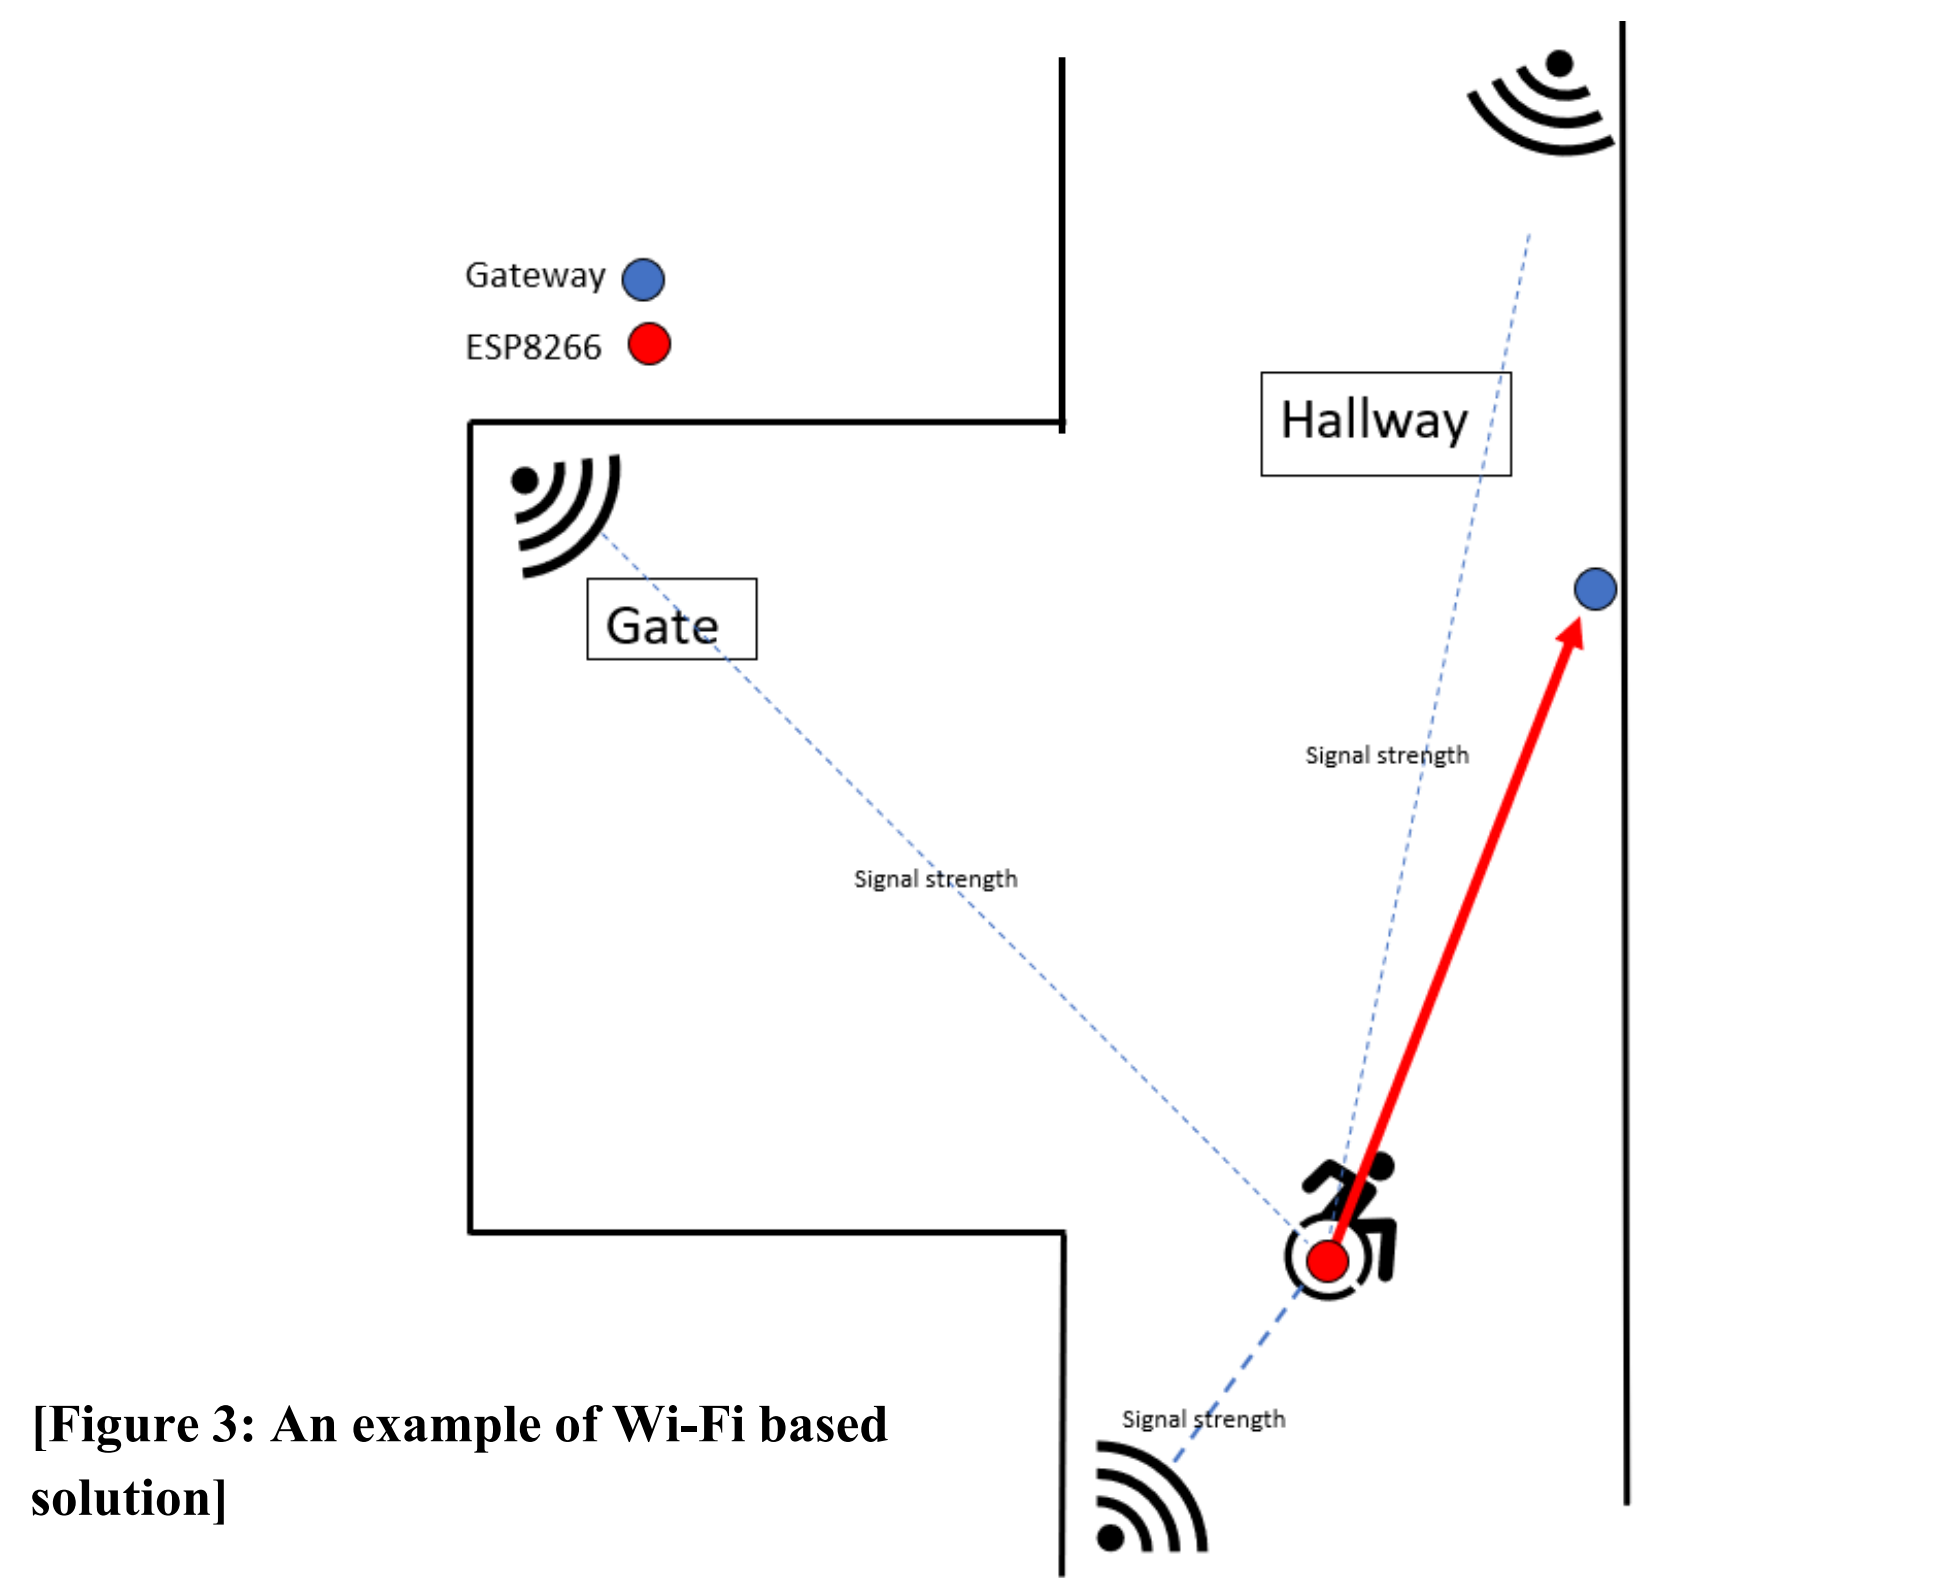 Gateway
ESP8266
Hallway
Gate
Signal strength
Signal strength
Signal strength
[Figure 3: An example of Wi-Fi based
solution]